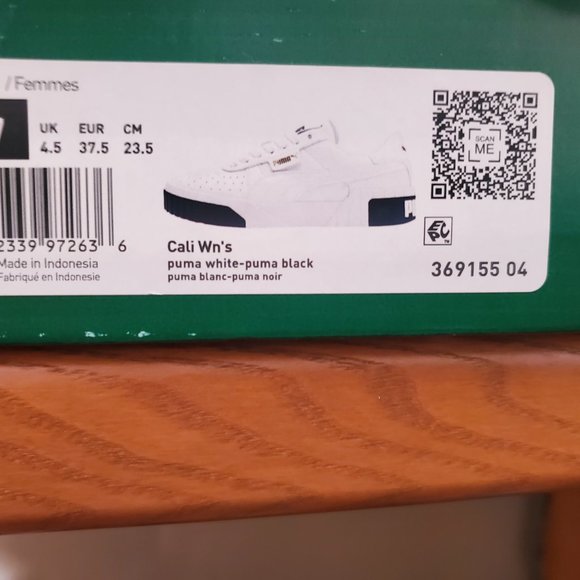 / Femmes
UK EUR CM
4.5 37.5 23.5
SCAN
ME
PUMA
2339 97263 6
Cali Wn's
Made in Indonesia
puma white-puma black
Fabriqué en Indonesie
puma blanc-puma noir
369155 04